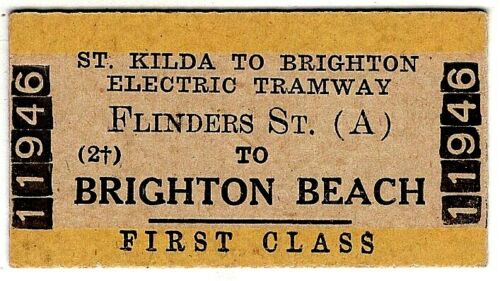 ST. KILDA TO BRIGHTON
ELECTRIC TRAMWAY
FLINDERS ST. (A)
(2†) TO
BRIGHTON BEACH
FIRST CLASS
11946
11946